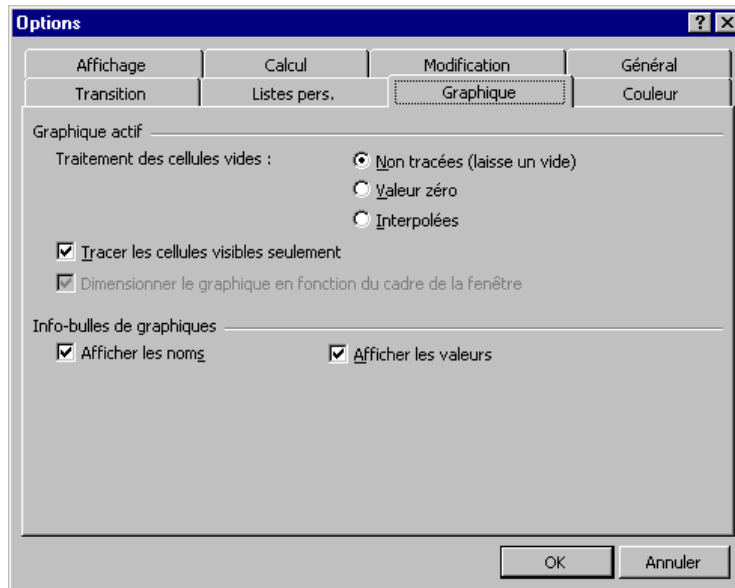 Options
Affichage Calcul Modification Général
Transition Listes pers. Graphique Couleur
Graphique actif
Traitement des cellules vides : Non tracées (laisse un vide)
Valeur zéro
Interpolées
Tracer les cellules visibles seulement
Dimensionner le graphique en fonction du cadre de la fenêtre
Info-bulles de graphiques
Afficher les noms Afficher les valeurs
OK Annuler